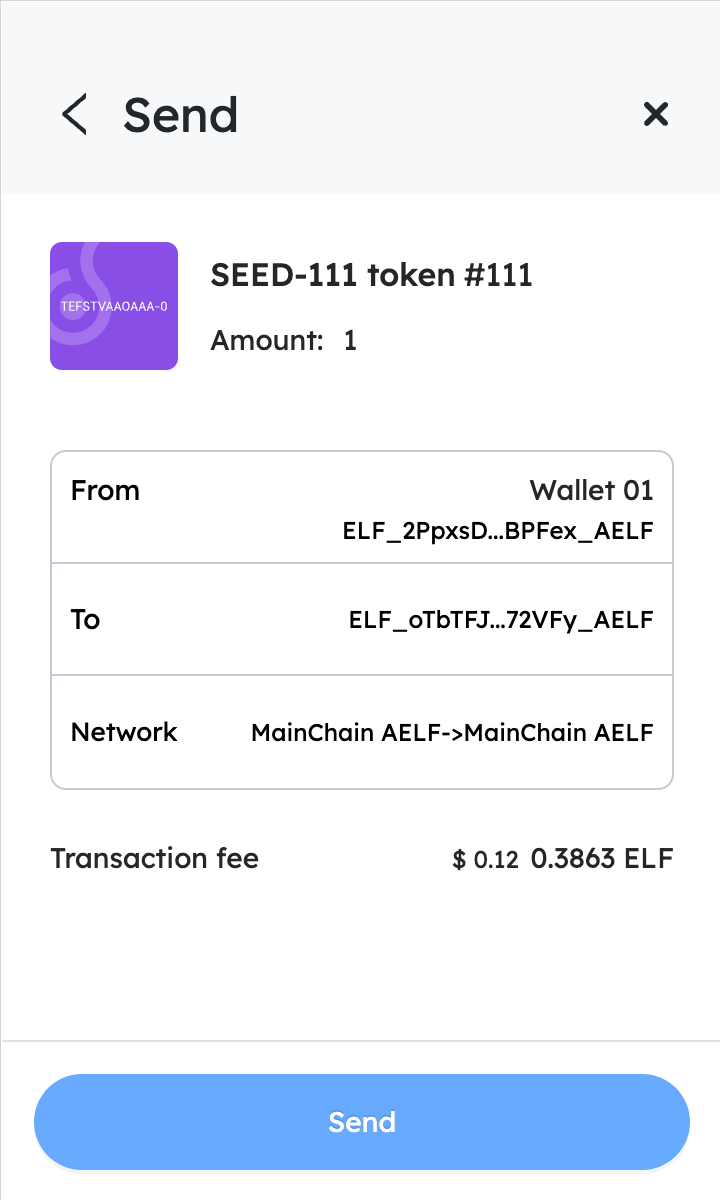 Send
TEFSTVAAOAAA-0
SEED-111 token #111
Amount: 1
From Wallet 01
ELF_2PpxsD...BPFex_AELF
To ELF_oTbTFJ...72VFy_AELF
Network MainChain AELF->MainChain AELF
Transaction fee $ 0.12 0.3863 ELF
Send